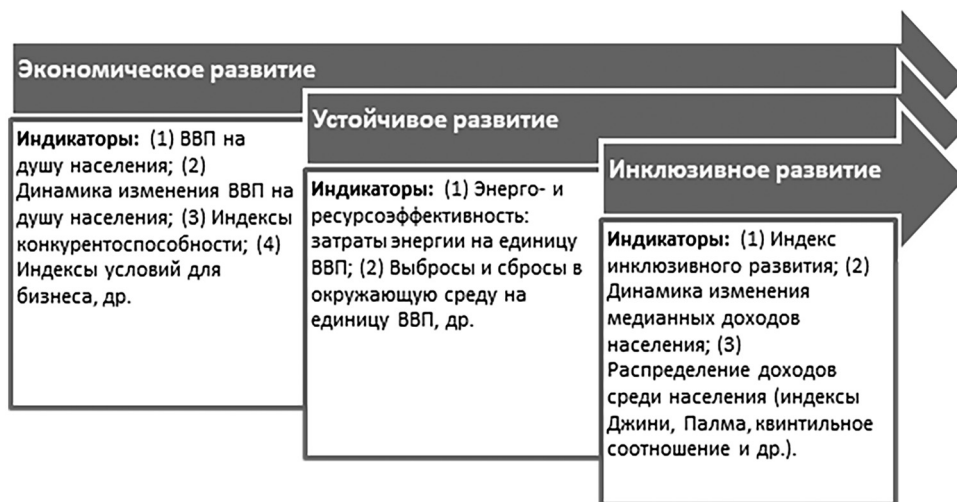 Экономическое развитие
Индикаторы: (1) ВВП на
душу населения; (2)
Динамика изменения ВВП на
душу населения; (3) Индексы
конкурентоспособности; (4)
Индексы условий для
бизнеса, др.
Устойчивое развитие
Индикаторы: (1) Энерго- и
ресурсоэффективность:
затраты энергии на единицу
ВВП; (2) Выбросы и сбросы в
окружающую среду на
единицу ВВП, др.
Инклюзивное развитие
Индикаторы: (1) Индекс
инклюзивного развития; (2)
Динамика изменения
медианных доходов
населения; (3)
Распределение доходов
среди населения (индексы
Джини, Палма, квинтильное
соотношение и др.).